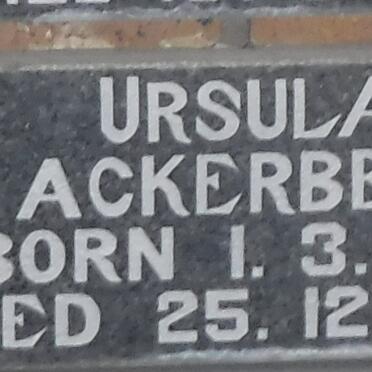 URSULA
ACKERBE
BORN 1. 3.
ED 25. 12